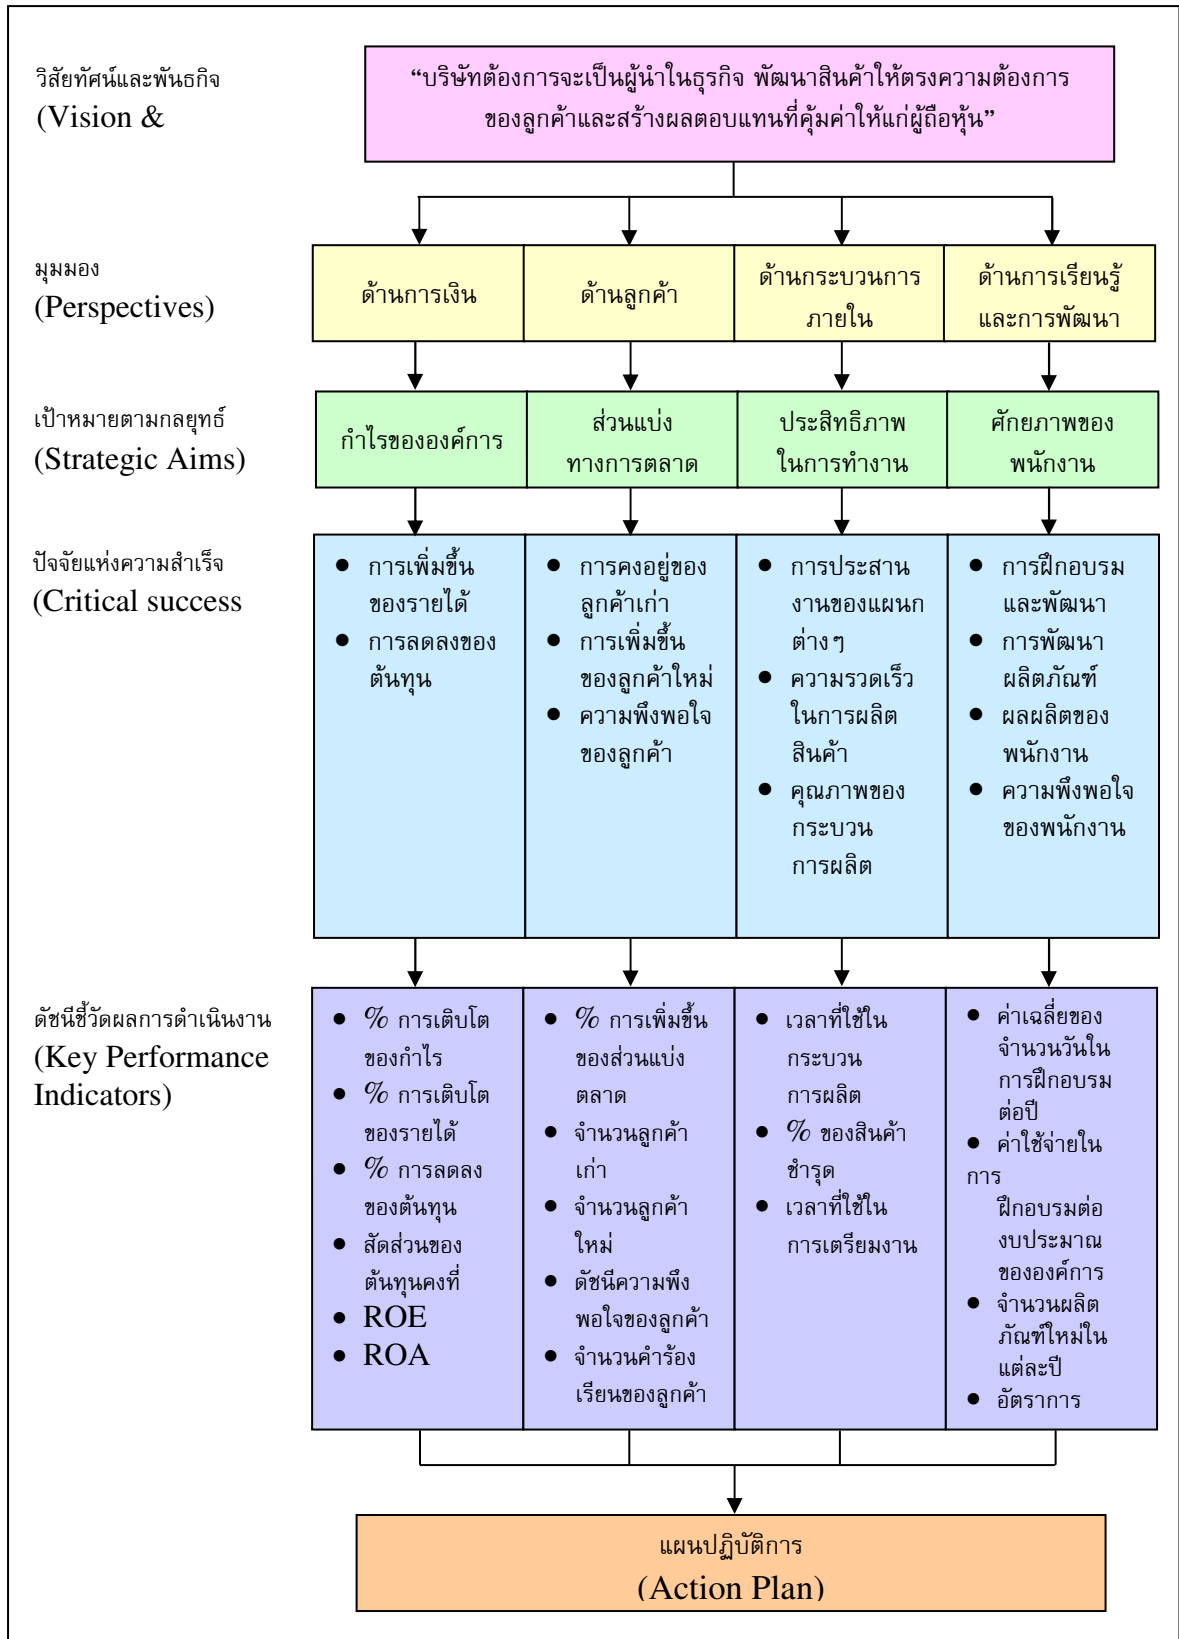 วิสัยทัศน์และพันธกิจ
(Vision &
“บริษัทต้องการจะเป็นผู้นำในธุรกิจ พัฒนาสินค้าให้ตรงความต้องการ
ของลูกค้าและสร้างผลตอบแทนที่คุ้มค่าให้แก่ผู้ถือหุ้น”
มุมมอง
(Perspectives)
ด้านการเงิน
ด้านลูกค้า
ด้านกระบวนการ
ภายใน
ด้านการเรียนรู้
และการพัฒนา
เป้าหมายตามกลยุทธ์
(Strategic Aims)
กำไรขององค์การ
ส่วนแบ่ง
ทางการตลาด
ประสิทธิภาพ
ในการทำงาน
ศักยภาพของ
พนักงาน
ปัจจัยแห่งความสำเร็จ
(Critical success
● การเพิ่มขึ้น
ของรายได้
● การลดลงของ
ต้นทุน
● การคงอยู่ของ
ลูกค้าเก่า
● การเพิ่มขึ้น
ของลูกค้าใหม่
● ความพึงพอใจ
ของลูกค้า
● การประสาน
งานของแผนก
ต่างๆ
● ความรวดเร็ว
ในการผลิต
สินค้า
● คุณภาพของ
กระบวน
การผลิต
● การฝึกอบรม
และพัฒนา
● การพัฒนา
ผลิตภัณฑ์
● ผลผลิตของ
พนักงาน
● ความพึงพอใจ
ของพนักงาน
ดัชนีชี้วัดผลการดำเนินงาน
(Key Performance
Indicators)
● % การเติบโต
ของกำไร
● % การเติบโต
ของรายได้
● % การลดลง
ของต้นทุน
● สัดส่วนของ
ต้นทุนคงที่
● ROE
● ROA
● % การเพิ่มขึ้น
ของส่วนแบ่ง
ตลาด
● จำนวนลูกค้า
เก่า
● จำนวนลูกค้า
ใหม่
● ดัชนีความพึง
พอใจของลูกค้า
● จำนวนคำร้อง
เรียนของลูกค้า
● เวลาที่ใช้ใน
กระบวน
การผลิต
● % ของสินค้า
ชำรุด
● เวลาที่ใช้ใน
การเตรียมงาน
● ค่าเฉลี่ยของ
จำนวนวันใน
การฝึกอบรม
ต่อปี
● ค่าใช้จ่ายใน
การ
ฝึกอบรมต่อ
งบประมาณ
ขององค์การ
● จำนวนผลิต
ภัณฑ์ใหม่ใน
แต่ละปี
● อัตราการ
แผนปฏิบัติการ
(Action Plan)